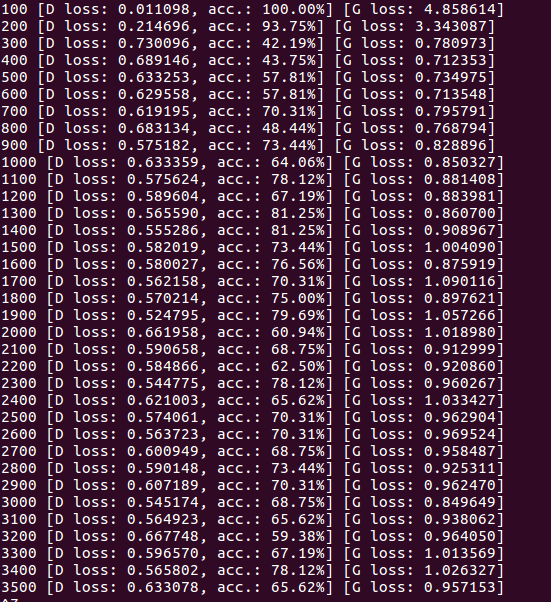 100 [D loss: 0.011098, acc.: 100.00%] [G loss: 4.858614]
200 [D loss: 0.214696, acc.: 93.75%] [G loss: 3.343087]
300 [D loss: 0.730096, acc.: 42.19%] [G loss: 0.780973]
400 [D loss: 0.689146, acc.: 43.75%] [G loss: 0.712353]
500 [D loss: 0.633253, acc.: 57.81%] [G loss: 0.734975]
600 [D loss: 0.629558, acc.: 57.81%] [G loss: 0.713548]
700 [D loss: 0.619195, acc.: 70.31%] [G loss: 0.795791]
800 [D loss: 0.683134, acc.: 48.44%] [G loss: 0.768794]
900 [D loss: 0.575182, acc.: 73.44%] [G loss: 0.828896]
1000 [D loss: 0.633359, acc.: 64.06%] [G loss: 0.850327]
1100 [D loss: 0.575624, acc.: 78.12%] [G loss: 0.881408]
1200 [D loss: 0.589604, acc.: 67.19%] [G loss: 0.883981]
1300 [D loss: 0.565590, acc.: 81.25%] [G loss: 0.860700]
1400 [D loss: 0.555286, acc.: 81.25%] [G loss: 0.908967]
1500 [D loss: 0.582019, acc.: 73.44%] [G loss: 1.004090]
1600 [D loss: 0.580027, acc.: 76.56%] [G loss: 0.875919]
1700 [D loss: 0.562158, acc.: 70.31%] [G loss: 1.090116]
1800 [D loss: 0.570214, acc.: 75.00%] [G loss: 0.897621]
1900 [D loss: 0.524795, acc.: 79.69%] [G loss: 1.057266]
2000 [D loss: 0.661958, acc.: 60.94%] [G loss: 1.018980]
2100 [D loss: 0.590658, acc.: 68.75%] [G loss: 0.912999]
2200 [D loss: 0.584866, acc.: 62.50%] [G loss: 0.920860]
2300 [D loss: 0.544775, acc.: 78.12%] [G loss: 0.960267]
2400 [D loss: 0.621003, acc.: 65.62%] [G loss: 1.033427]
2500 [D loss: 0.574061, acc.: 70.31%] [G loss: 0.962904]
2600 [D loss: 0.563723, acc.: 70.31%] [G loss: 0.969524]
2700 [D loss: 0.600949, acc.: 68.75%] [G loss: 0.958487]
2800 [D loss: 0.590148, acc.: 73.44%] [G loss: 0.925311]
2900 [D loss: 0.607189, acc.: 70.31%] [G loss: 0.962470]
3000 [D loss: 0.545174, acc.: 68.75%] [G loss: 0.849649]
3100 [D loss: 0.564923, acc.: 65.62%] [G loss: 0.938062]
3200 [D loss: 0.667748, acc.: 59.38%] [G loss: 0.964050]
3300 [D loss: 0.596570, acc.: 67.19%] [G loss: 1.013569]
3400 [D loss: 0.565802, acc.: 78.12%] [G loss: 1.026327]
3500 [D loss: 0.633078, acc.: 65.62%] [G loss: 0.957153]